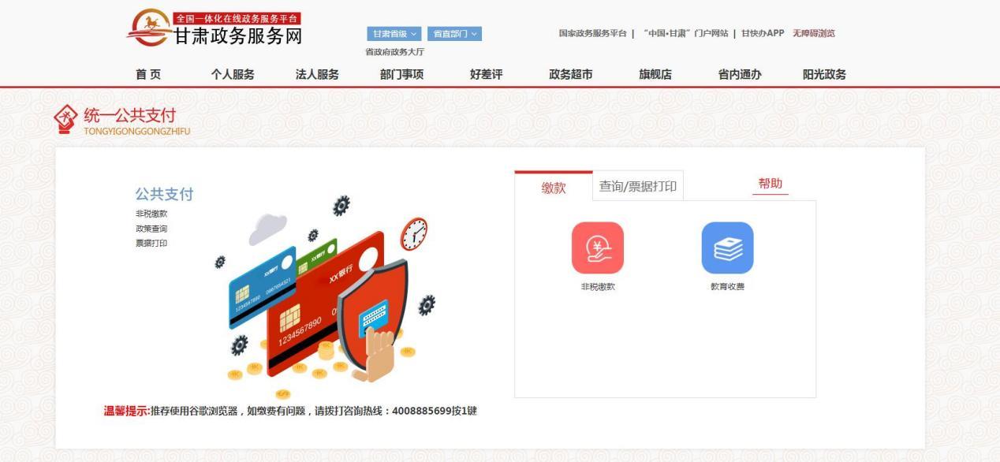 全国一体化在线政务服务平台
甘肃政务服务网
甘肃省级 省直部门
省政府政务大厅
国家政务服务平台 | “中国·甘肃”门户网站 | 甘快办APP 无障碍浏览
首 页 个人服务 法人服务 部门事项 好差评 政务超市 旗舰店 省内通办 阳光政务
统一公共支付
TONGYIGONGGONGZHIFU
公共支付
非税缴款
政策查询
票据打印
XX银行
1234567890 0987654321
XX银行
XX银行
1234567890
缴款 查询/票据打印 帮助
非税缴款 教育收费
温馨提示:推荐使用谷歌浏览器，如缴费有问题，请拨打咨询热线：4008885699按1键